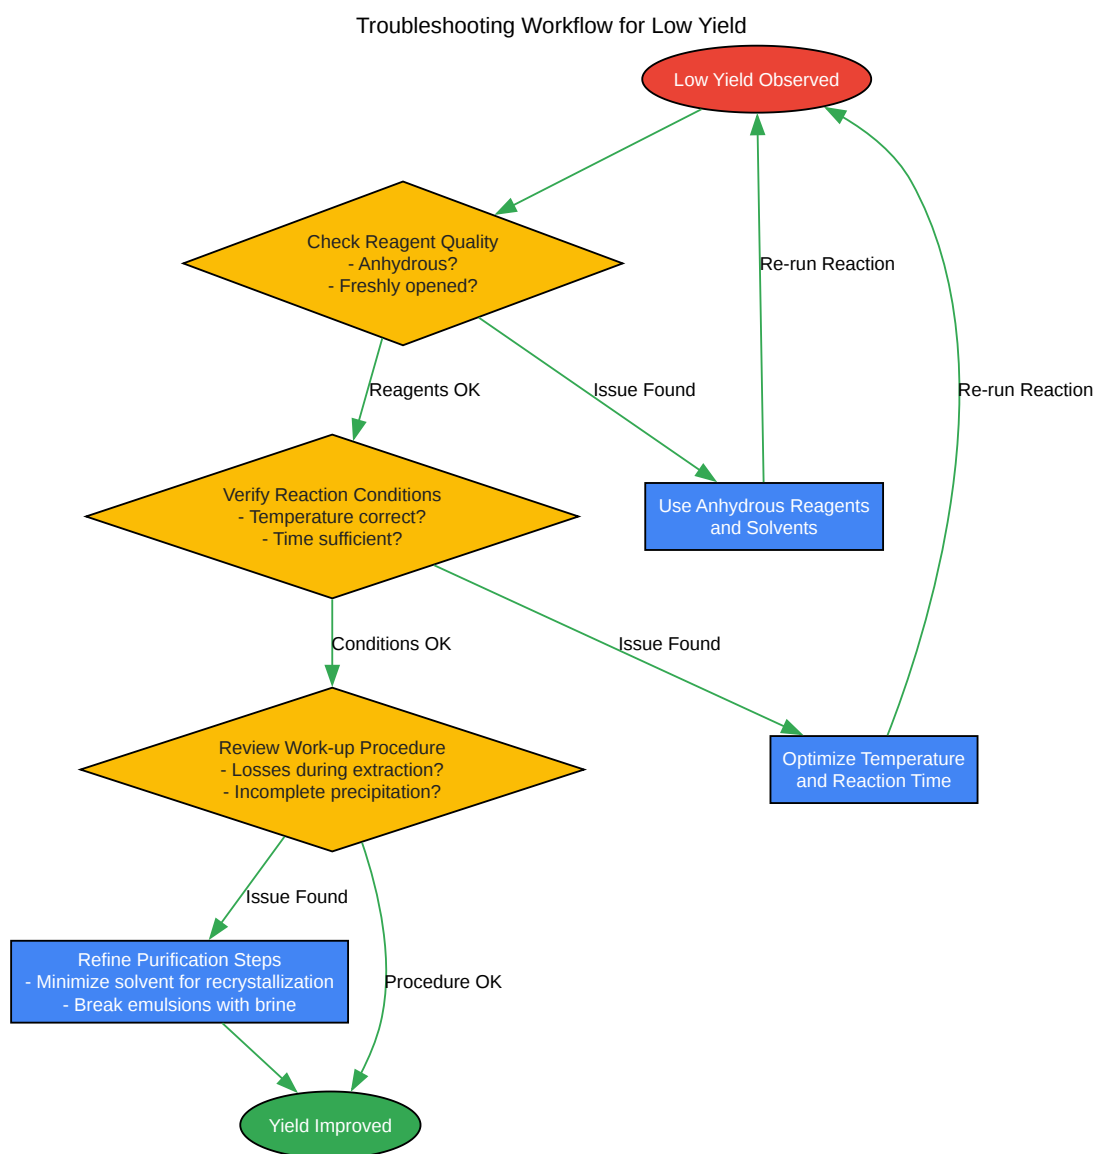 Troubleshooting Workflow for Low Yield
Low Yield Observed
Check Reagent Quality
- Anhydrous?
- Freshly opened?
Re-run Reaction
Reagents OK
Issue Found
Re-run Reaction
Verify Reaction Conditions
- Temperature correct?
- Time sufficient?
Use Anhydrous Reagents
and Solvents
Conditions OK
Issue Found
Review Work-up Procedure
- Losses during extraction?
- Incomplete precipitation?
Optimize Temperature
and Reaction Time
Issue Found
Refine Purification Steps
- Minimize solvent for recrystallization
- Break emulsions with brine
Procedure OK
Yield Improved